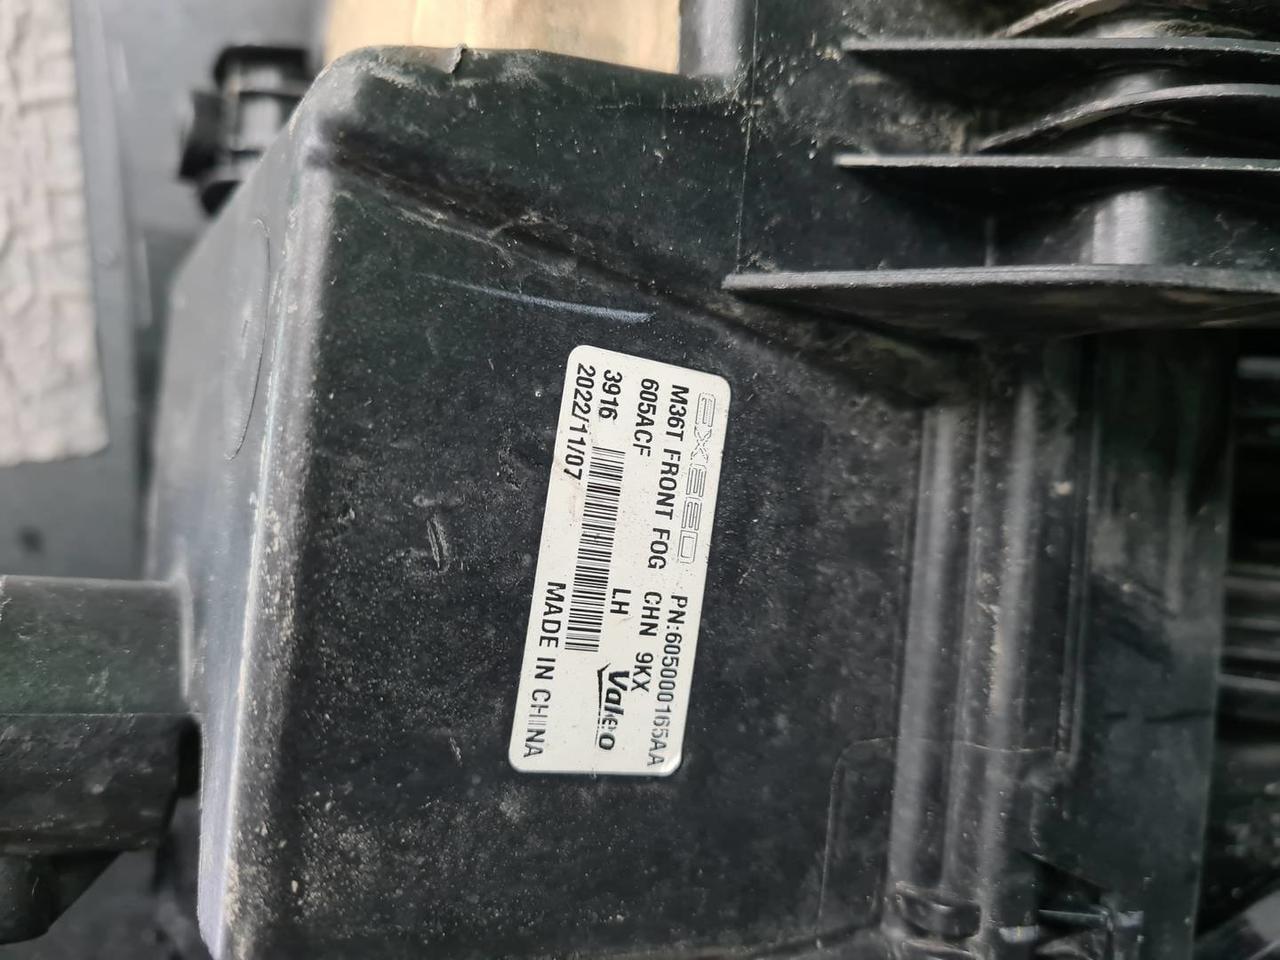 EXEED PN:605000165AA
M36T FRONT FOG CHN 9KX
605ACF LH Valeo
3916
2022/11/07 MADE IN CHINA